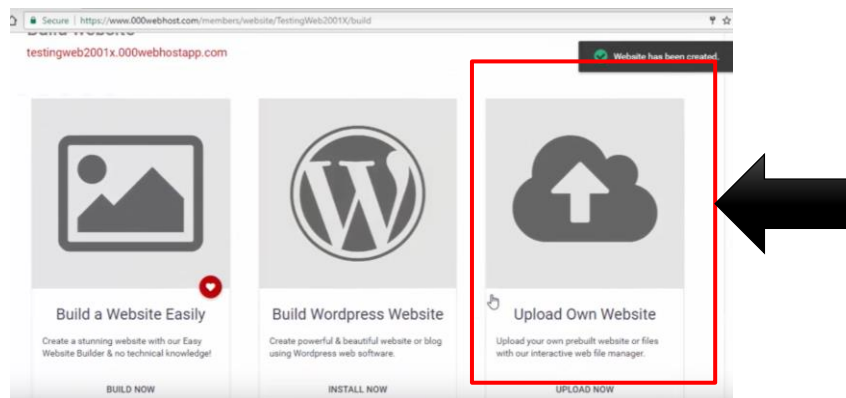 Secure | https://www.000webhost.com/members/website/TestingWeb2001X/build
Build Website
testingweb2001x.000webhostapp.com
Website has been created.
Build a Website Easily
Create a stunning website with our Easy
Website Builder & no technical knowledge!
BUILD NOW
Build Wordpress Website
Create powerful & beautiful website or blog
using Wordpress web software.
INSTALL NOW
Upload Own Website
Upload your own prebuilt website or files
with our interactive web file manager.
UPLOAD NOW